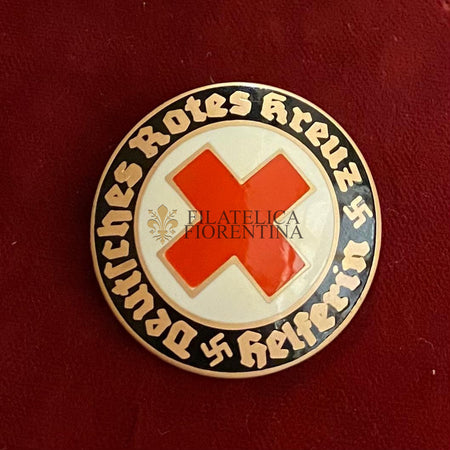 Deutsches Rotes Kreuz
Helferin
FILATELICA
FIORENTINA